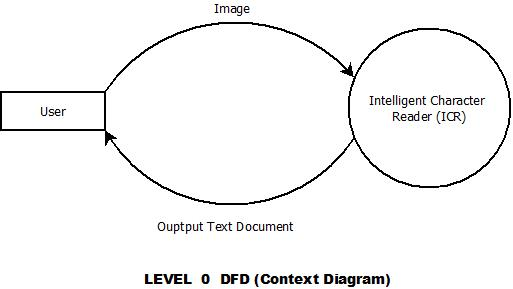 Image
User
Intelligent Character
Reader (ICR)
Ouptput Text Document
LEVEL 0 DFD (Context Diagram)